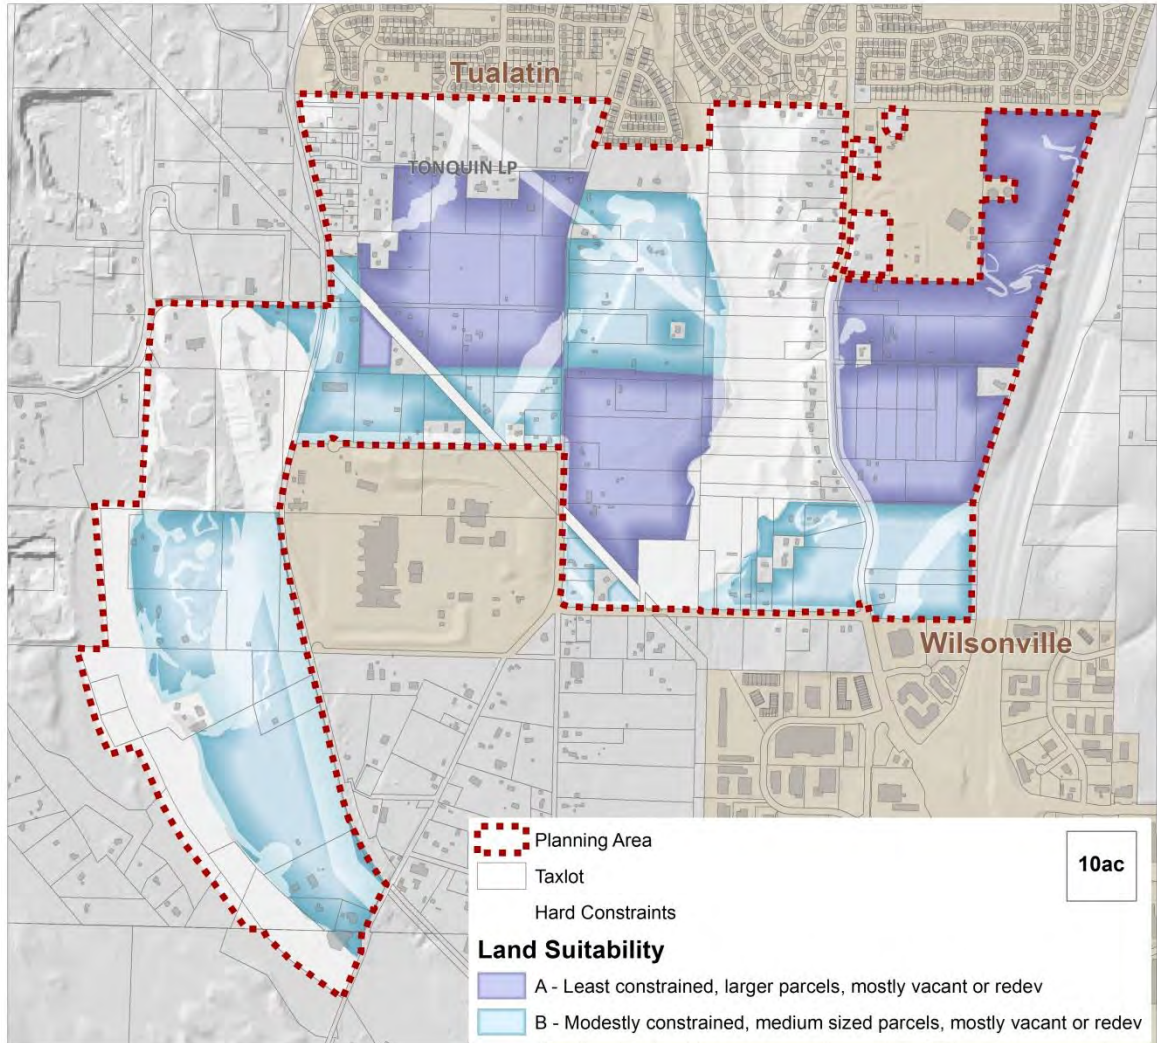 Tualatin
TONQUIN LP
Wilsonville
Planning Area
Taxlot
Hard Constraints
10ac
Land Suitability
A - Least constrained, larger parcels, mostly vacant or redev
B - Modestly constrained, medium sized parcels, mostly vacant or redev